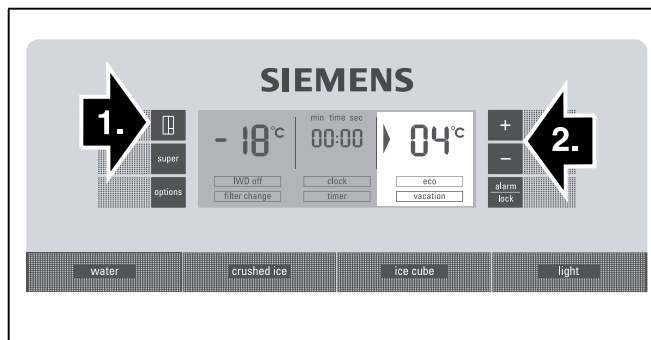 SIEMENS
1.
super
options
min time sec
- 18°C
00:00
04°C
IWD off
clock
eco
filter change
timer
vacation
+
−
alarm
lock
2.
water
crushed ice
ice cube
light